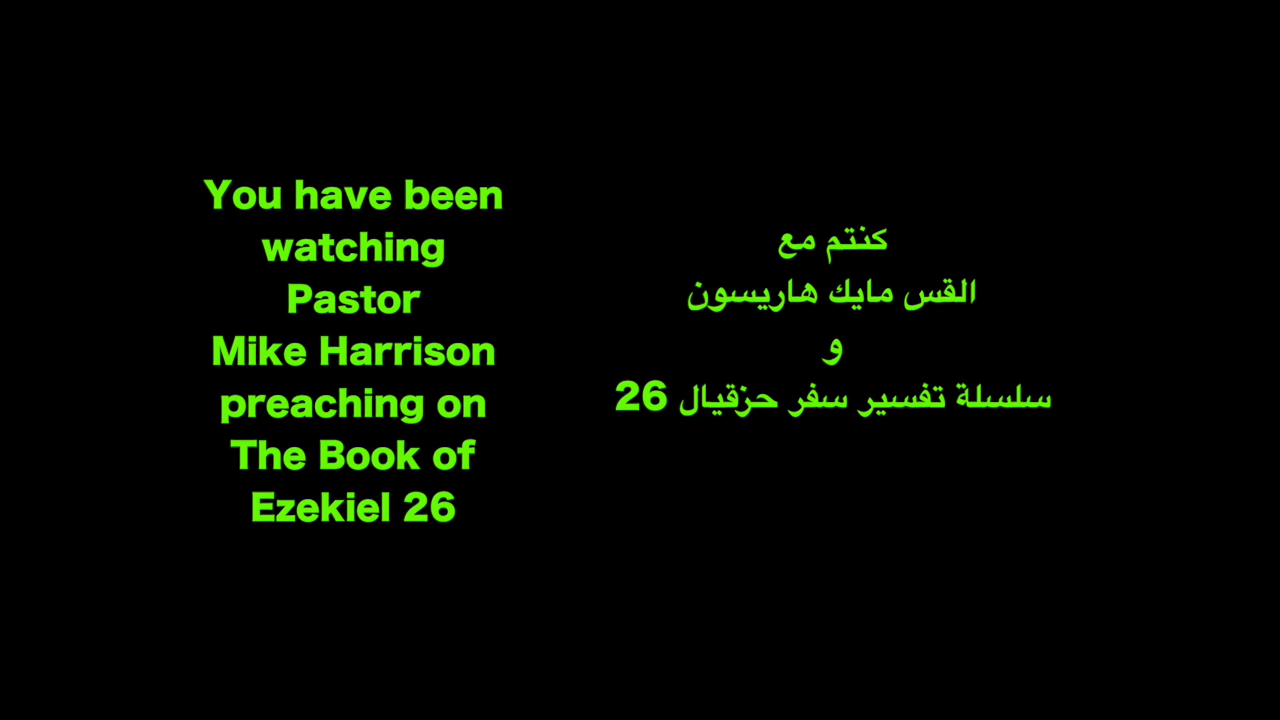 You have been
watching
Pastor
Mike Harrison
preaching on
The Book of
Ezekiel 26
كنتم مع
القس مايك هاريسون
و
سلسلة تفسير سفر حزقيال 26